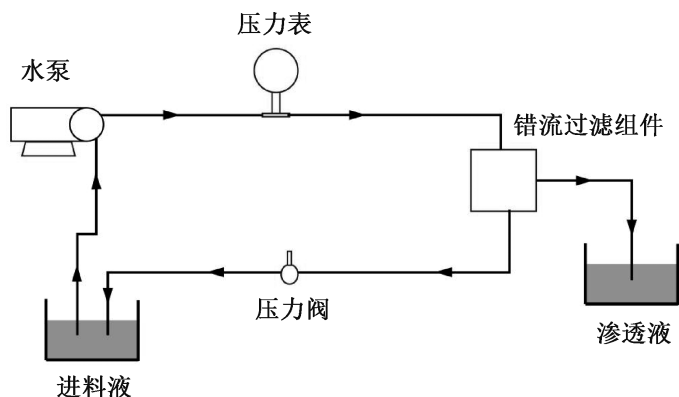 压力表
水泵
错流过滤组件
压力阀
渗透液
进料液